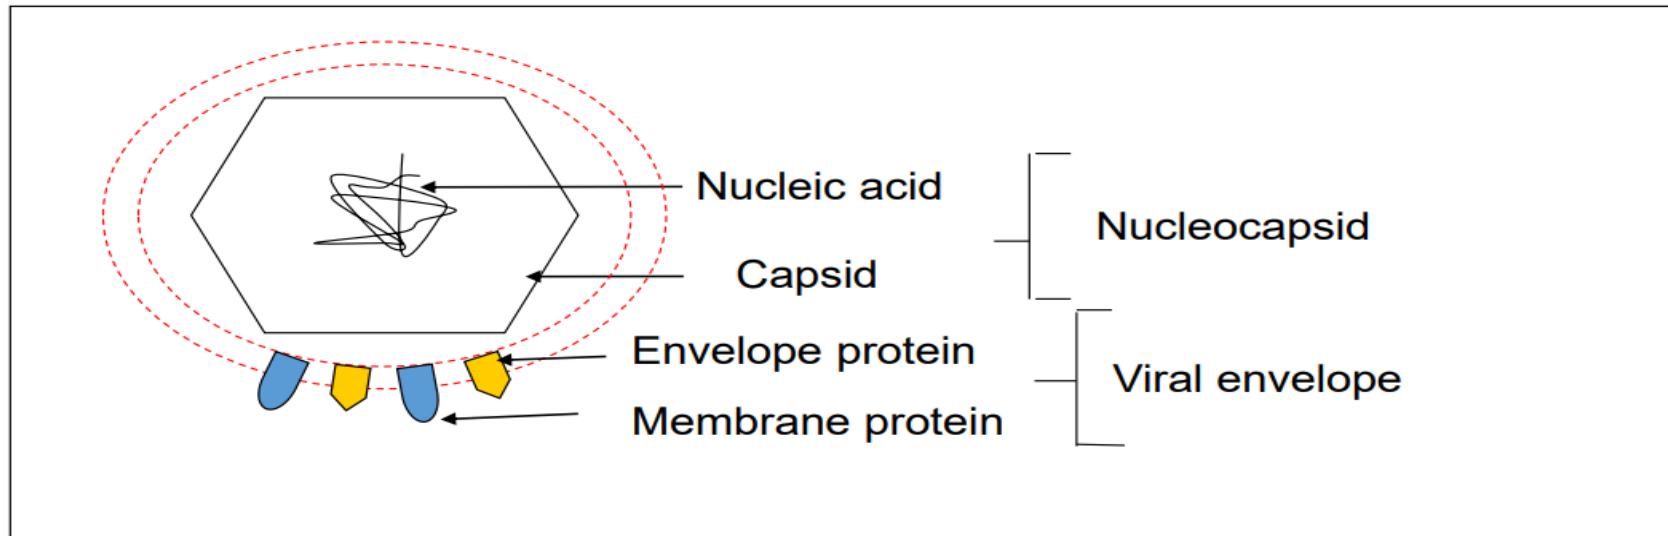 Nucleic acid
Capsid
Nucleocapsid
Envelope protein
Membrane protein
Viral envelope